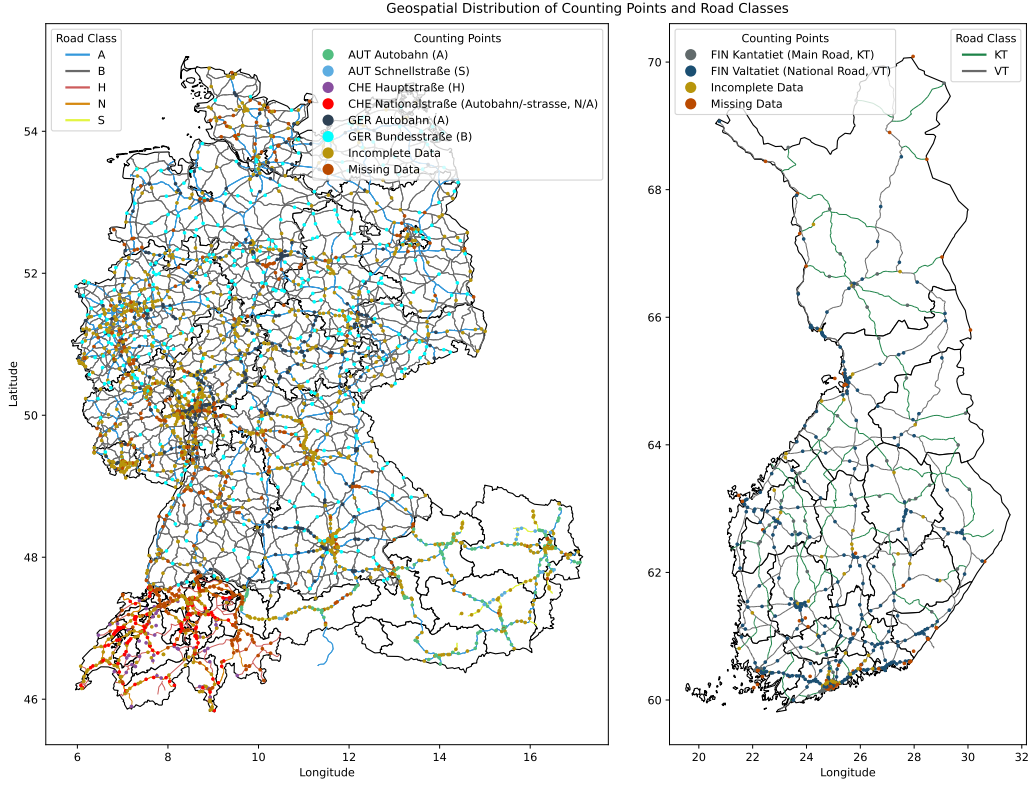 Geospatial Distribution of Counting Points and Road Classes
Road Class
A
B
H
N
S
Counting Points
AUT Autobahn (A)
AUT Schnellstraße (S)
CHE Hauptstraße (H)
CHE Nationalstraße (Autobahn/-strasse, N/A)
GER Autobahn (A)
GER Bundesstraße (B)
Incomplete Data
Missing Data
54
52
50
48
46
Latitude
6
8
10
12
14
16
Longitude
Counting Points
FIN Kantatiet (Main Road, KT)
FIN Valtatiet (National Road, VT)
Incomplete Data
Missing Data
Road Class
KT
VT
70
68
66
64
62
60
20
22
24
26
28
30
32
Longitude